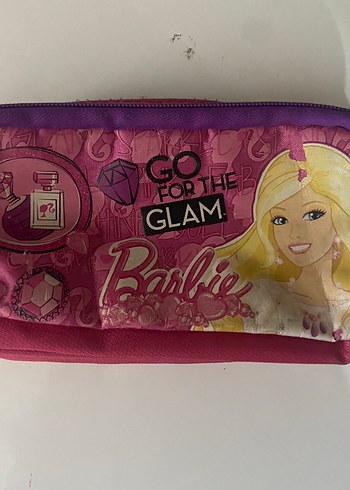 GO
FOR THE
GLAM.
Barbie